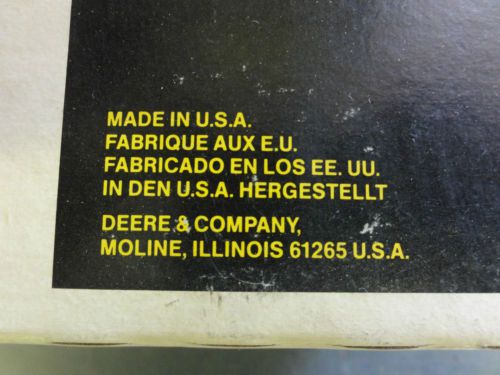 MADE IN U.S.A.
FABRIQUE AUX E.U.
FABRICADO EN LOS EE. UU.
IN DEN U.S.A. HERGESTELLT
DEERE & COMPANY,
MOLINE, ILLINOIS 61265 U.S.A.